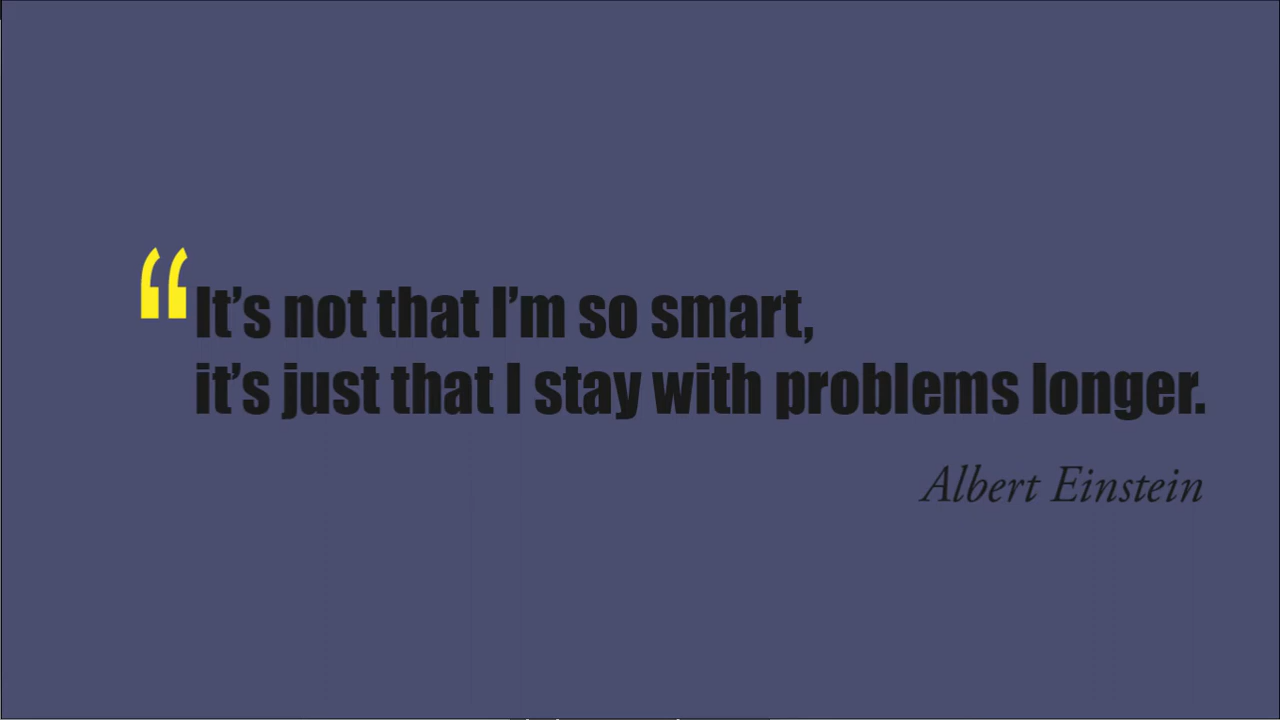 “It’s not that I’m so smart,
it’s just that I stay with problems longer.
Albert Einstein